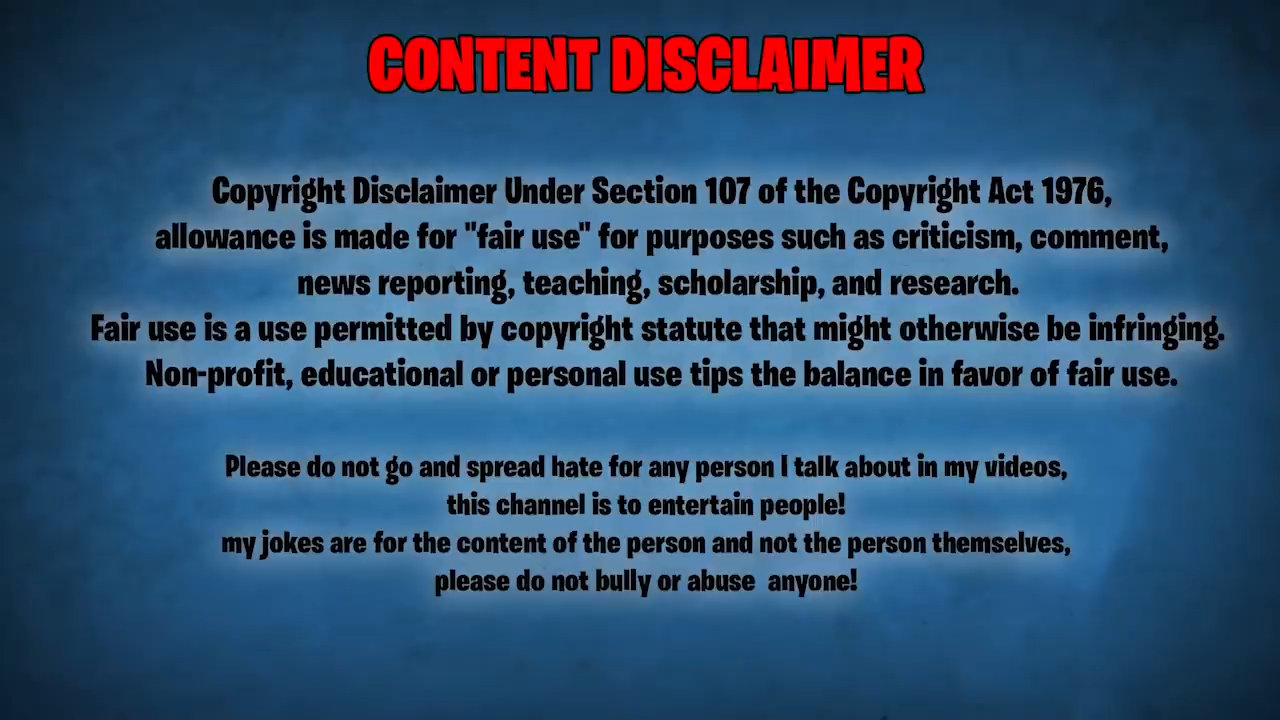 CONTENT DISCLAIMER
Copyright Disclaimer Under Section 107 of the Copyright Act 1976,
allowance is made for "fair use" for purposes such as criticism, comment,
news reporting, teaching, scholarship, and research.
Fair use is a use permitted by copyright statute that might otherwise be infringing.
Non-profit, educational or personal use tips the balance in favor of fair use.
Please do not go and spread hate for any person I talk about in my videos,
this channel is to entertain people!
my jokes are for the content of the person and not the person themselves,
please do not bully or abuse  anyone!